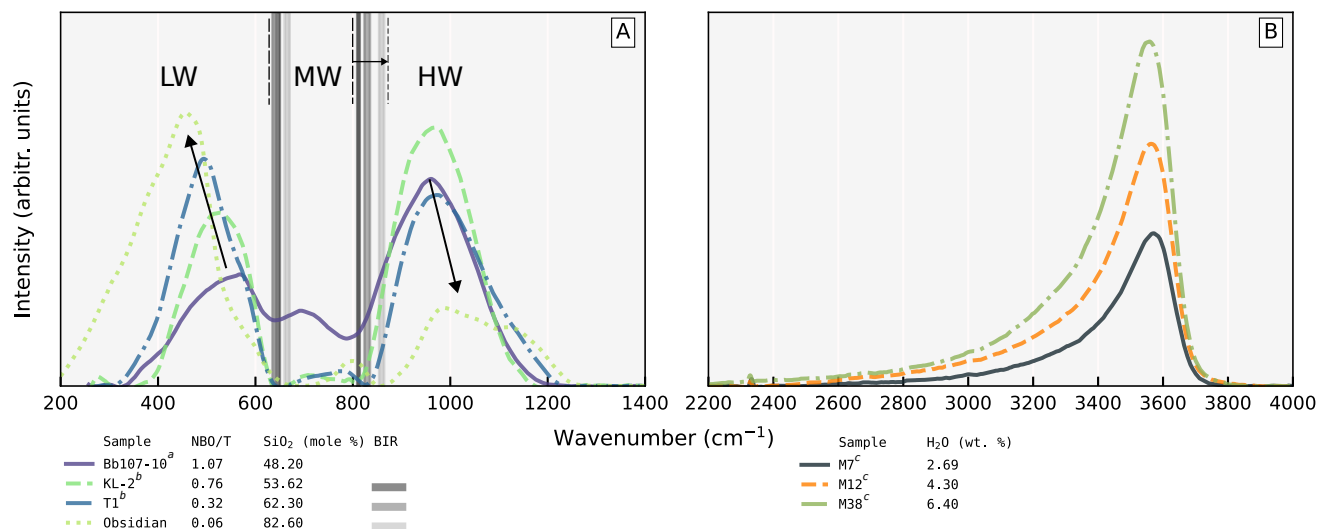 A
B
LW MW HW
Intensity (arbitr. units)
200 400 600 800 1000 1200 1400
2200 2400 2600 2800 3000 3200 3400 3600 3800 4000
Wavenumber (cm⁻¹)
Sample NBO/T SiO₂ (mole %) BIR
Bb107-10ᵃ 1.07 48.20
KL-2ᵇ 0.76 53.62
T1ᵇ 0.32 62.30
Obsidian 0.06 82.60
Sample H₂O (wt. %)
M7ᶜ 2.69
M12ᶜ 4.30
M38ᶜ 6.40